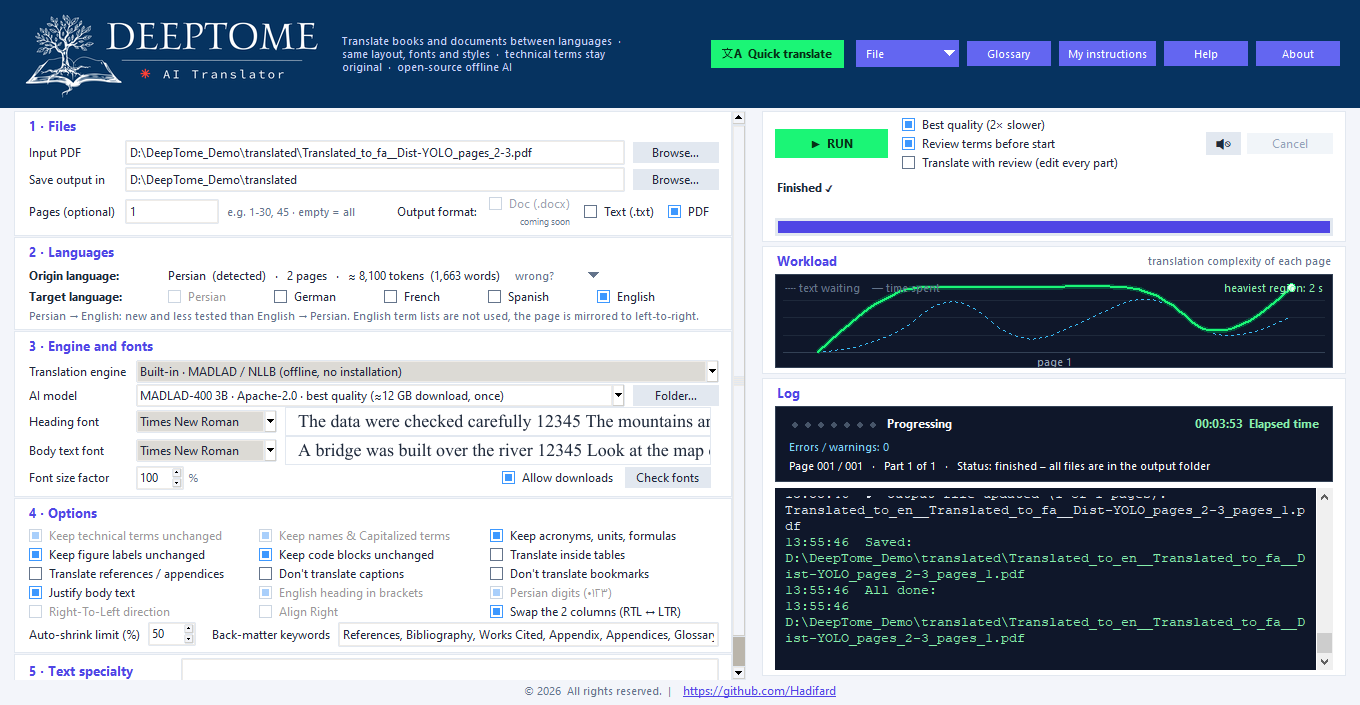 DEEPTOME
✳ AI Translator
Translate books and documents between languages ·
same layout, fonts and styles · technical terms stay
original · open-source offline AI
文A Quick translate
File
Glossary
My instructions
Help
About
1 · Files
Input PDF
D:\DeepTome_Demo\translated\Translated_to_fa__Dist-YOLO_pages_2-3.pdf
Browse...
Save output in
D:\DeepTome_Demo\translated
Browse...
Pages (optional)
1
e.g. 1-30, 45 · empty = all
Output format:
Doc (.docx)
coming soon
Text (.txt)
PDF
2 · Languages
Origin language:
Persian (detected) · 2 pages · ≈ 8,100 tokens (1,663 words)
wrong?
Target language:
Persian
German
French
Spanish
English
Persian → English: new and less tested than English → Persian. English term lists are not used, the page is mirrored to left-to-right.
3 · Engine and fonts
Translation engine
Built-in · MADLAD / NLLB (offline, no installation)
AI model
MADLAD-400 3B · Apache-2.0 · best quality (≈12 GB download, once)
Folder...
Heading font
Times New Roman
The data were checked carefully 12345 The mountains ar
Body text font
Times New Roman
A bridge was built over the river 12345 Look at the map
Font size factor
100
%
Allow downloads
Check fonts
4 · Options
Keep technical terms unchanged
Keep names & Capitalized terms
Keep acronyms, units, formulas
Keep figure labels unchanged
Keep code blocks unchanged
Translate inside tables
Translate references / appendices
Don't translate captions
Don't translate bookmarks
Justify body text
English heading in brackets
Persian digits (۰۱۲۳)
Right-To-Left direction
Align Right
Swap the 2 columns (RTL ↔ LTR)
Auto-shrink limit (%)
50
Back-matter keywords
References, Bibliography, Works Cited, Appendix, Appendices, Glossary
5 · Text specialty
► RUN
Best quality (2× slower)
Review terms before start
Translate with review (edit every part)
Cancel
Finished ✓
Workload
translation complexity of each page
---- text waiting
— time spent
heaviest region: 2 s
page 1
Log
Progressing
00:03:53 Elapsed time
Errors / warnings: 0
Page 001 / 001 · Part 1 of 1 · Status: finished – all files are in the output folder
Translated_to_en__Translated_to_fa__Dist-YOLO_pages_2-3_pages_1.p
df
13:55:46 Saved:
D:\DeepTome_Demo\translated\Translated_to_en__Translated_to_fa__D
ist-YOLO_pages_2-3_pages_1.pdf
13:55:46 All done:
13:55:46
D:\DeepTome_Demo\translated\Translated_to_en__Translated_to_fa__D
ist-YOLO_pages_2-3_pages_1.pdf
© 2026 All rights reserved. | https://github.com/Hadifard